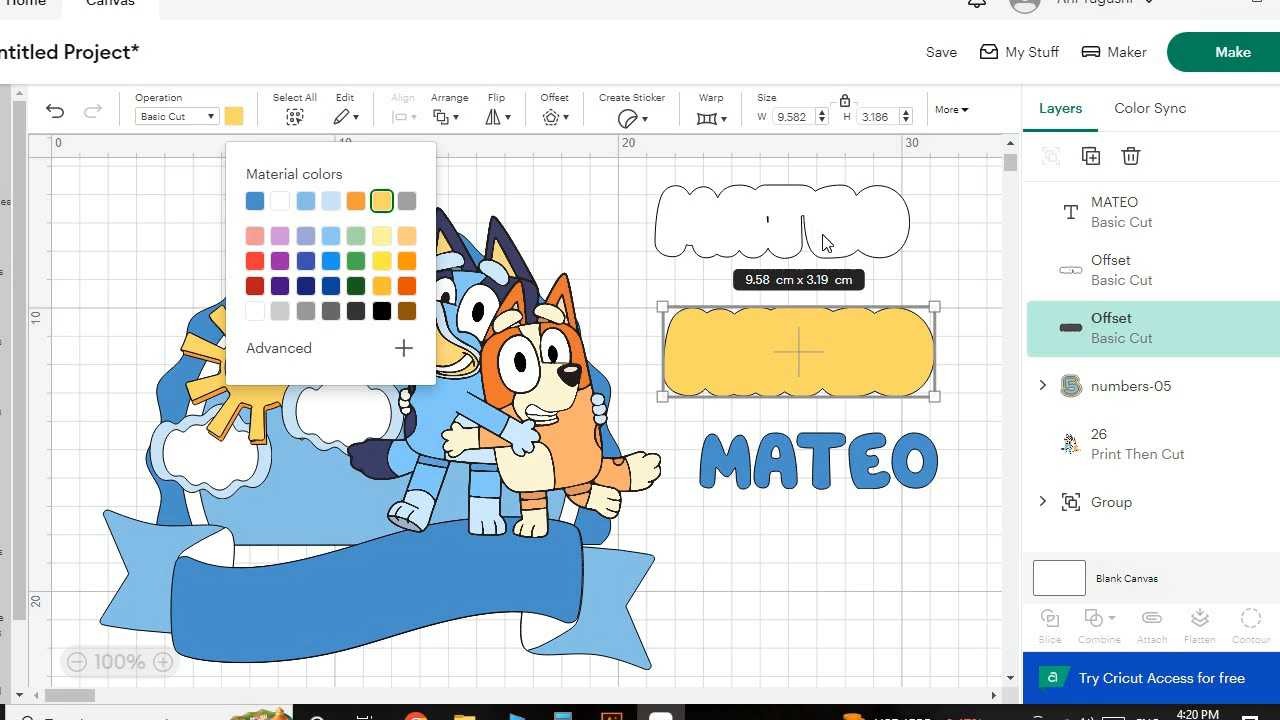 Home
Canvas
ntitled Project*
Save
My Stuff
Maker
Make
Operation
Basic Cut
Select All
Edit
Align
Arrange
Flip
Offset
Create Sticker
Warp
Size
W 9.582
H 3.186
More
Layers
Color Sync
0
10
20
30
Material colors
Advanced
9.58 cm x 3.19 cm
MATEO
10
20
100%
MATEO
Basic Cut
Offset
Basic Cut
Offset
Basic Cut
numbers-05
26
Print Then Cut
Group
Blank Canvas
Slice
Combine
Attach
Flatten
Contour
a
Try Cricut Access for free
4:20 PM